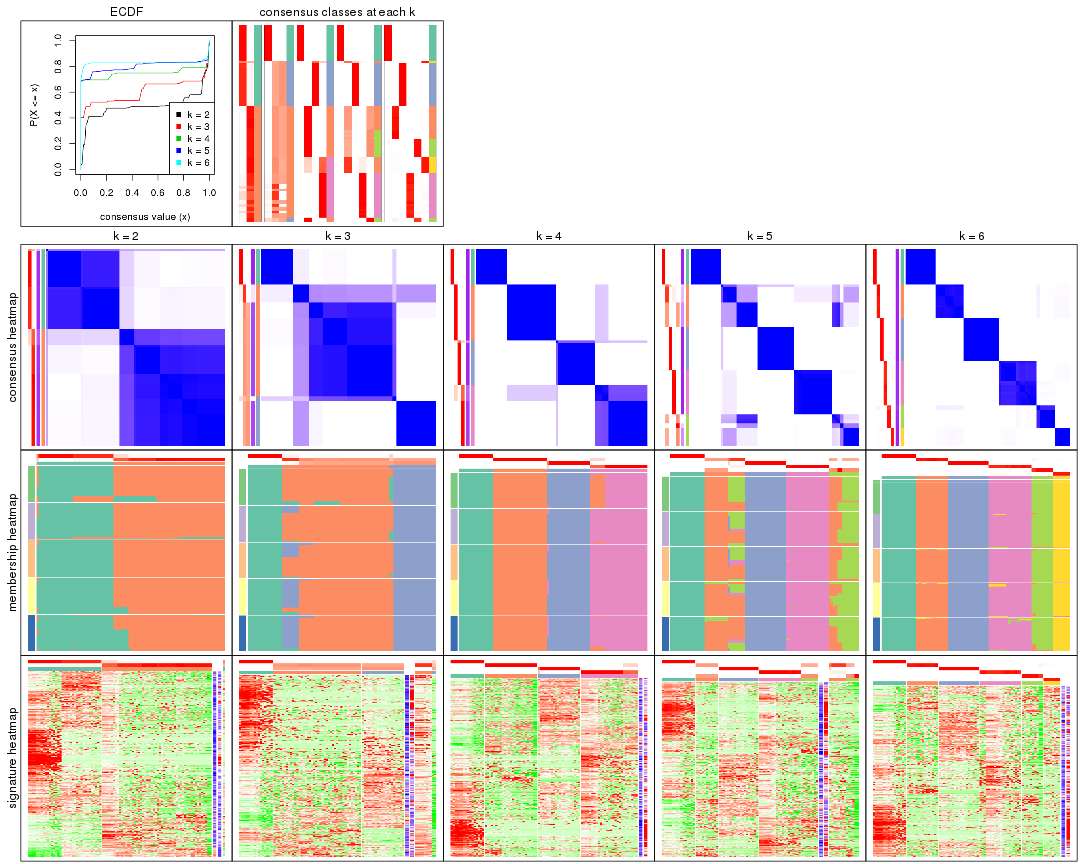 ECDF
consensus classes at each k
P(X <= x)
0.0 0.2 0.4 0.6 0.8 1.0
k = 2
k = 3
k = 4
k = 5
k = 6
0.0 0.2 0.4 0.6 0.8 1.0
consensus value (x)
k = 2
k = 3
k = 4
k = 5
k = 6
consensus heatmap
membership heatmap
signature heatmap